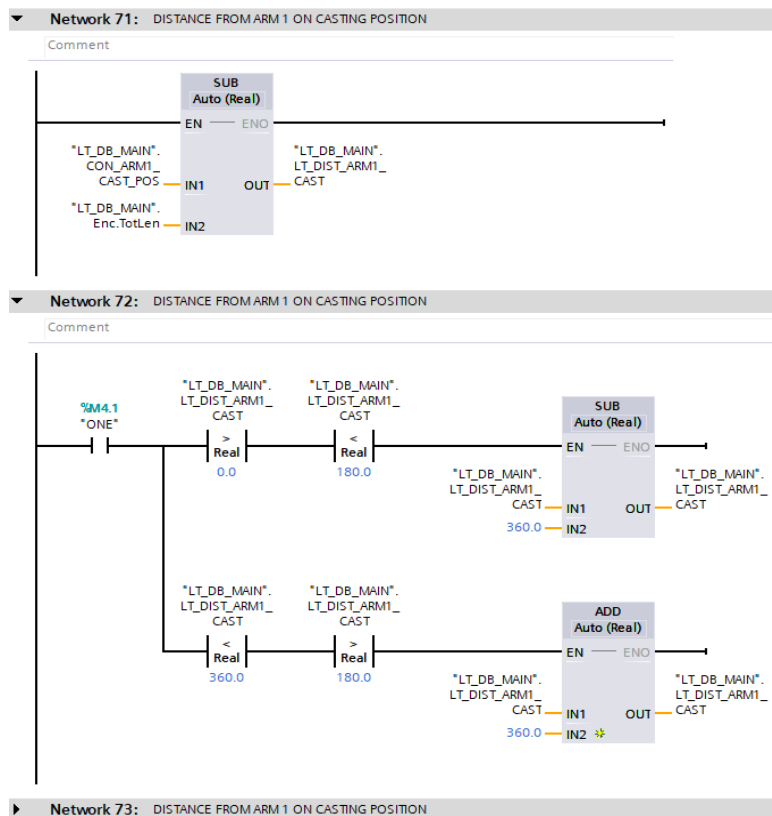 Network 71: DISTANCE FROM ARM 1 ON CASTING POSITION
Comment
SUB
Auto (Real)
EN ENO
"LT_DB_MAIN".
CON_ARM1_
CAST_POS IN1
OUT "LT_DB_MAIN".
LT_DIST_ARM1_
CAST
"LT_DB_MAIN".
Enc.TotLen IN2
Network 72: DISTANCE FROM ARM 1 ON CASTING POSITION
Comment
%M4.1
"ONE"
"LT_DB_MAIN".
LT_DIST_ARM1_
CAST
>
Real
0.0
"LT_DB_MAIN".
LT_DIST_ARM1_
CAST
<
Real
180.0
SUB
Auto (Real)
EN ENO
"LT_DB_MAIN".
LT_DIST_ARM1_
CAST IN1
360.0 IN2
OUT "LT_DB_MAIN".
LT_DIST_ARM1_
CAST
"LT_DB_MAIN".
LT_DIST_ARM1_
CAST
<
Real
360.0
"LT_DB_MAIN".
LT_DIST_ARM1_
CAST
>
Real
180.0
ADD
Auto (Real)
EN ENO
"LT_DB_MAIN".
LT_DIST_ARM1_
CAST IN1
360.0 IN2
OUT "LT_DB_MAIN".
LT_DIST_ARM1_
CAST
Network 73: DISTANCE FROM ARM 1 ON CASTING POSITION